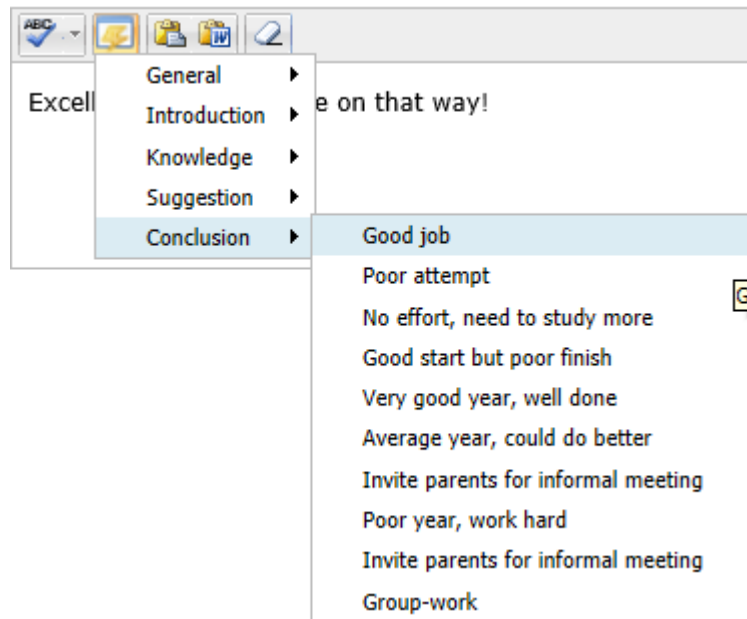 ABC
General
Excell
e on that way!
Introduction
Knowledge
Suggestion
Conclusion
Good job
Poor attempt
G
No effort, need to study more
Good start but poor finish
Very good year, well done
Average year, could do better
Invite parents for informal meeting
Poor year, work hard
Invite parents for informal meeting
Group-work